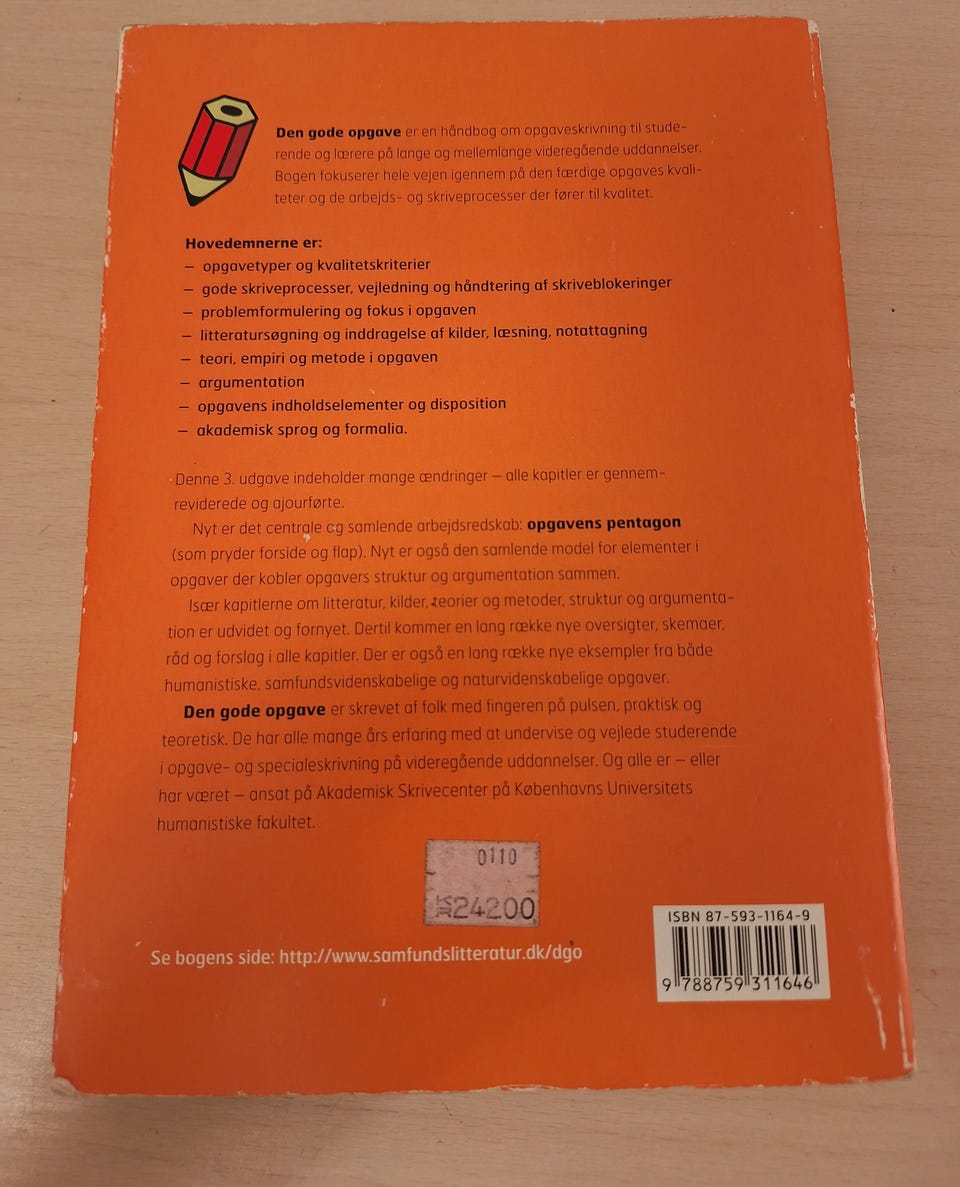 Den gode opgave er en håndbog om opgaveskrivning til stude-
rende og lærere på lange og mellemlange videregående uddannelser.
Bogen fokuserer hele vejen igennem på den færdige opgaves kvali-
teter og de arbejds- og skriveprocesser der fører til kvalitet.
Hovedemnerne er:
– opgavetyper og kvalitetskriterier
– gode skriveprocesser, vejledning og håndtering af skriveblokeringer
– problemformulering og fokus i opgaven
– litteratursøgning og inddragelse af kilder, læsning, notattagning
– teori, empiri og metode i opgaven
– argumentation
– opgavens indholdselementer og disposition
– akademisk sprog og formalia.
Denne 3. udgave indeholder mange ændringer – alle kapitler er gennem-
reviderede og ajourførte.
Nyt er det centrale og samlende arbejdsredskab: opgavens pentagon
(som pryder forside og flap). Nyt er også den samlende model for elementer i
opgaver der kobler opgavers struktur og argumentation sammen.
Især kapitlerne om litteratur, kilder, teorier og metoder, struktur og argumenta-
tion er udvidet og fornyet. Dertil kommer en lang række nye oversigter, skemaer,
råd og forslag i alle kapitler. Der er også en lang række nye eksempler fra både
humanistiske, samfundsvidenskabelige og naturvidenskabelige opgaver.
Den gode opgave er skrevet af folk med fingeren på pulsen, praktisk og
teoretisk. De har alle mange års erfaring med at undervise og vejlede studerende
i opgave- og specialeskrivning på videregående uddannelser. Og alle er – eller
har været – ansat på Akademisk Skrivecenter på Københavns Universitets
humanistiske fakultet.
0110
24200
ISBN 87-593-1164-9
9 788759 311646
Se bogens side: http://www.samfundslitteratur.dk/dgo